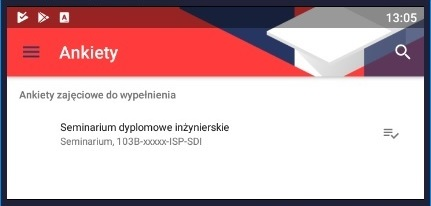 13:05
Ankiety
Ankiety zajęciowe do wypełnienia
Seminarium dyplomowe inżynierskie
Seminarium, 103B-xxxxx-ISP-SDI